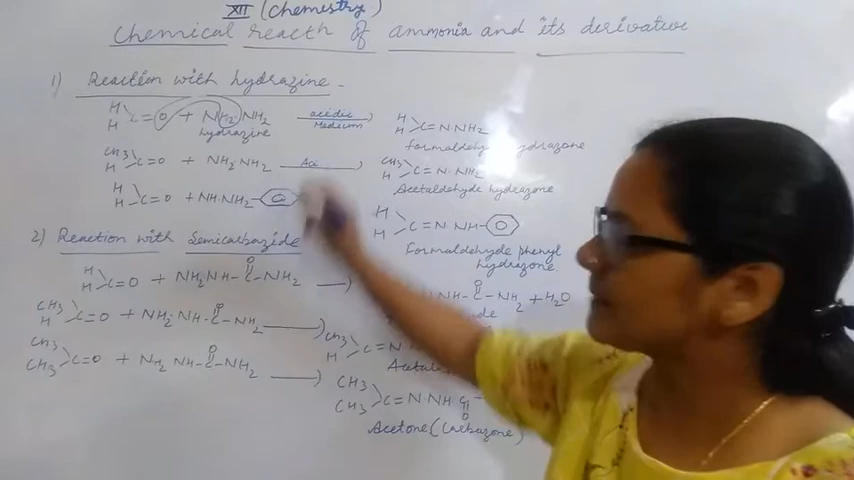 XII (Chemistry)
Chemical reactn of ammonia and its derivative
1) Reaction with hydrazine -
H H C=O + NH2 NH2 acidic Medium H H C=N NH2
hydrazine Formaldehyde hydrazone
CH3 H C=O + NH2 NH2 CH3 H C=N·NH2
Acetaldehyde hydrazone
H H C=O + NH·NH2 H H C=N NH
Formaldehyde phenyl
hydrazone
2) Reaction with Semicarbazide
H H C=O + NH2NH-C-NH2 O NH-C-NH2 + H2O O
CH3 H C=O + NH2 NH-C-NH2 O CH3 H C=N
CH3 CH3 C=O + NH2 NH-C-NH2 O CH3 CH3 C=N NH C O
Acetone (Carbazone)